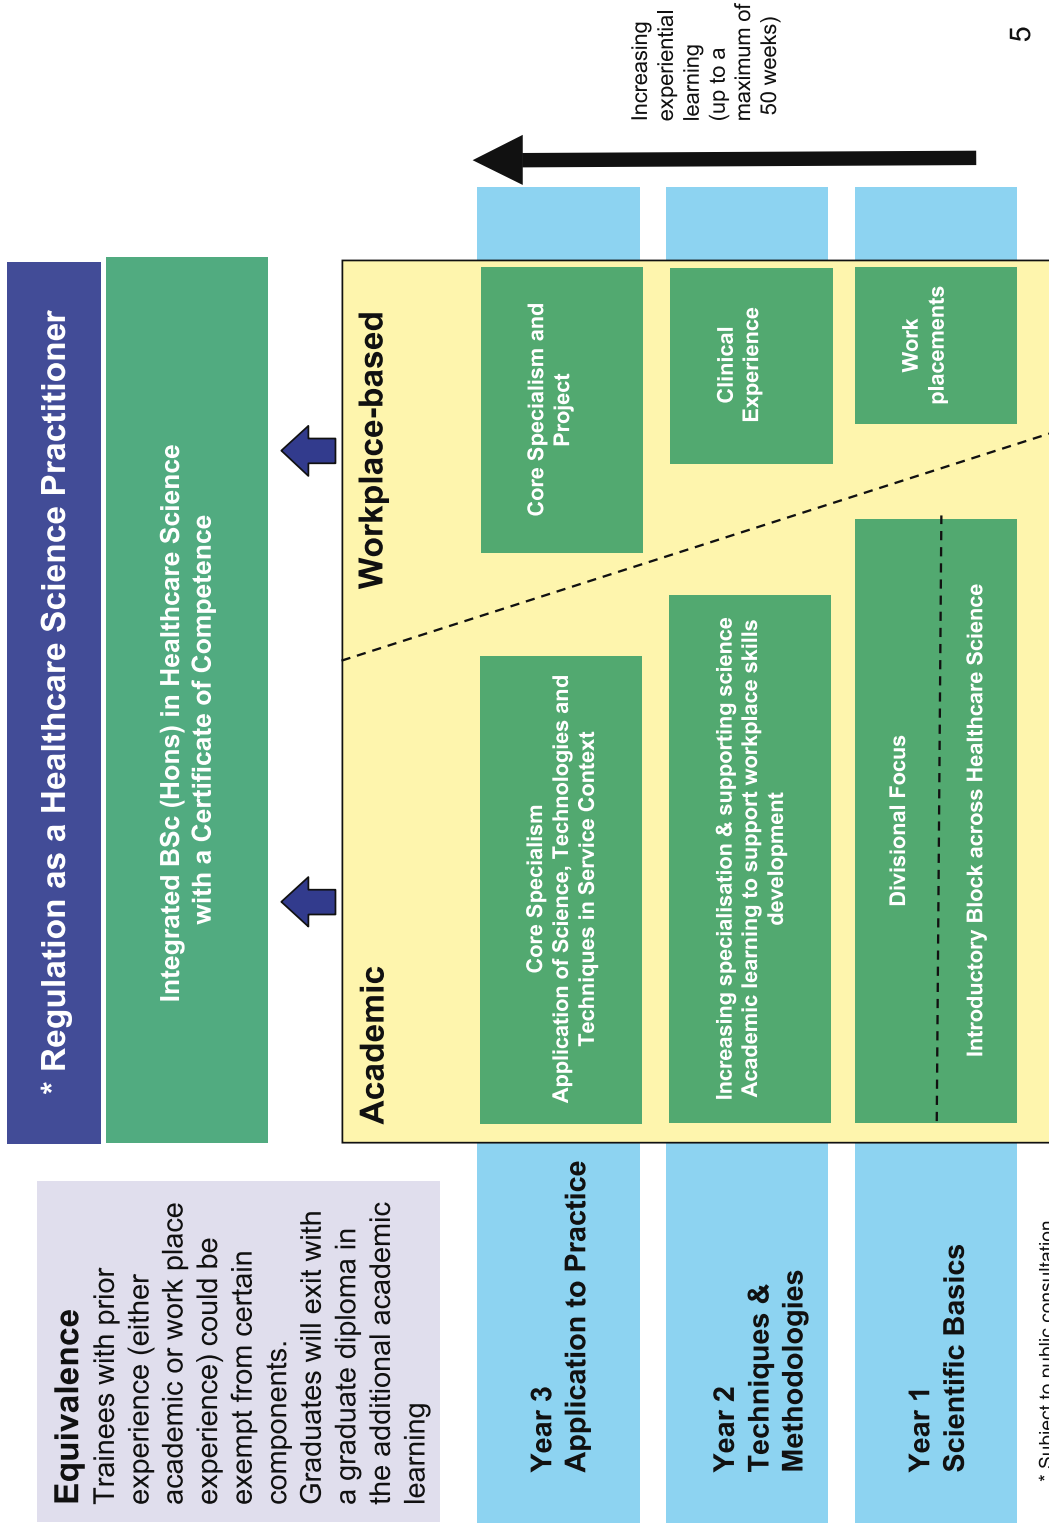 * Regulation as a Healthcare Science Practitioner
Integrated BSc (Hons) in Healthcare Science
with a Certificate of Competence
Equivalence
Trainees with prior
experience (either
academic or work place
experience) could be
exempt from certain
components.
Graduates will exit with
a graduate diploma in
the additional academic
learning
Academic
Workplace-based
Year 3
Application to Practice
Core Specialism
Application of Science, Technologies and
Techniques in Service Context
Core Specialism and
Project
Year 2
Techniques &
Methodologies
Increasing specialisation & supporting science
Academic learning to support workplace skills
development
Clinical
Experience
Year 1
Scientific Basics
Divisional Focus
Introductory Block across Healthcare Science
Work
placements
Increasing
experiential
learning
(up to a
maximum of
50 weeks)
* Subject to public consultation
5